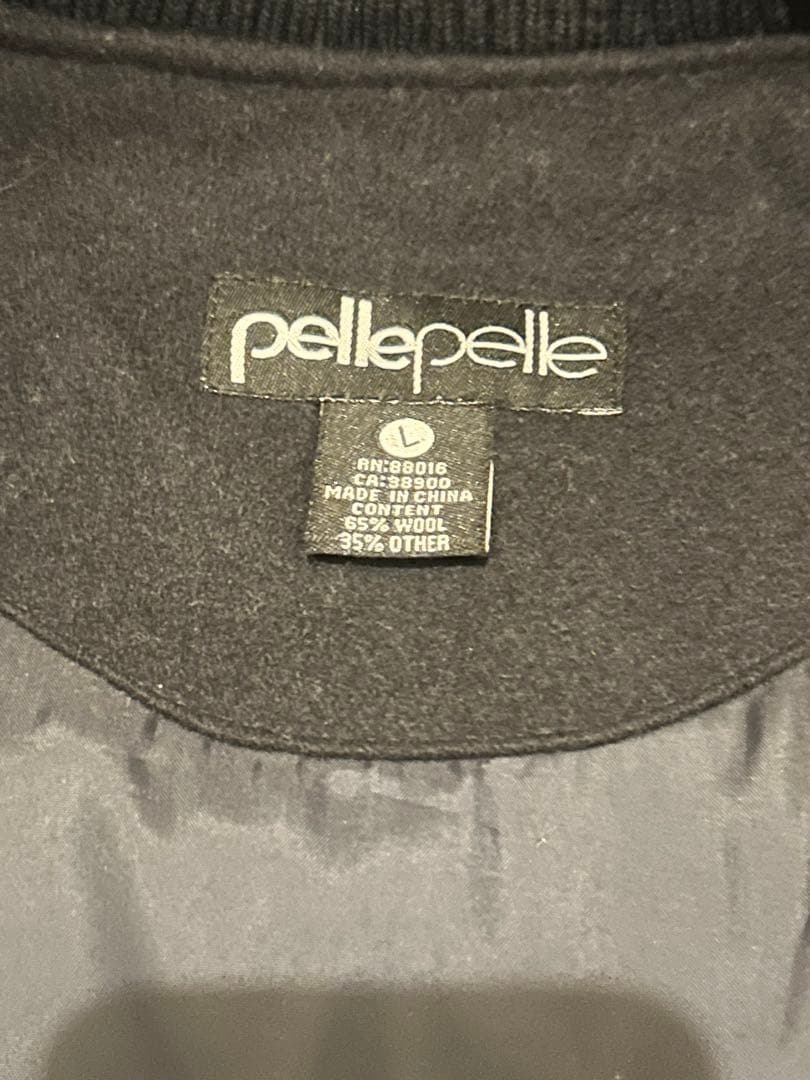 pellepelle
L
RN:88016
CA:38900
MADE IN CHINA
CONTENT
65% WOOL
35% OTHER